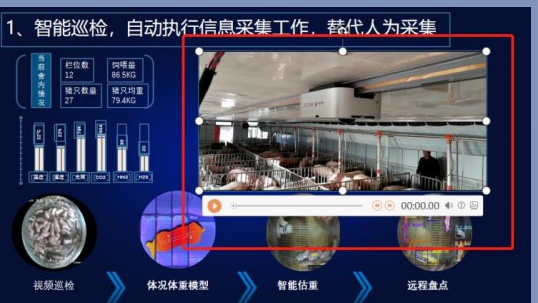 1、智能巡检，自动执行信息采集工作，替代人为采集
当前舍内情况
栏位数
12
饲喂量
86.5KG
猪只数量
27
猪只均重
79.4KG
温度
湿度
光照
CO2
NH3
H2S
00:00.00
视频巡检
体况体重模型
智能估重
远程盘点